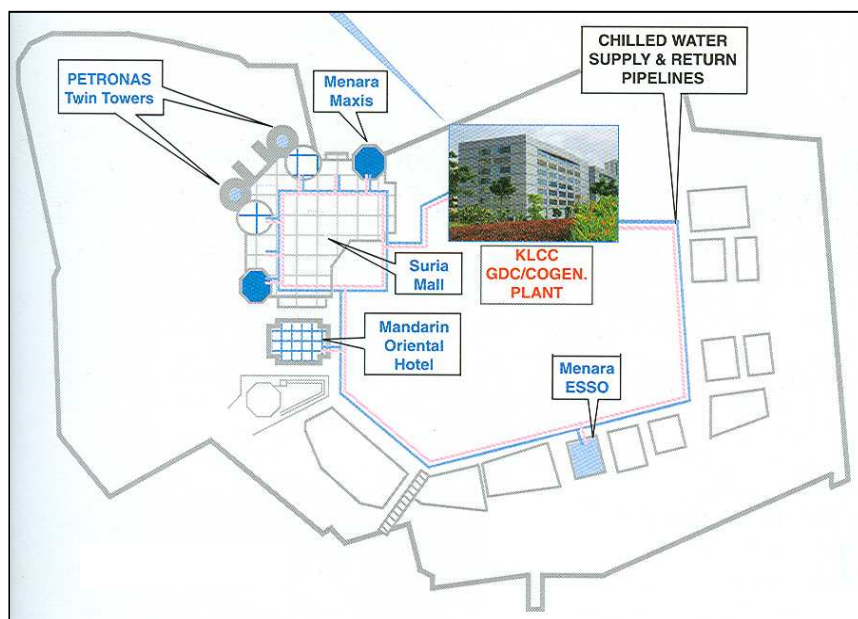 PETRONAS
Twin Towers
Menara
Maxis
CHILLED WATER
SUPPLY & RETURN
PIPELINES
KLCC
GDC/COGEN.
PLANT
Suria
Mall
Mandarin
Oriental
Hotel
Menara
ESSO